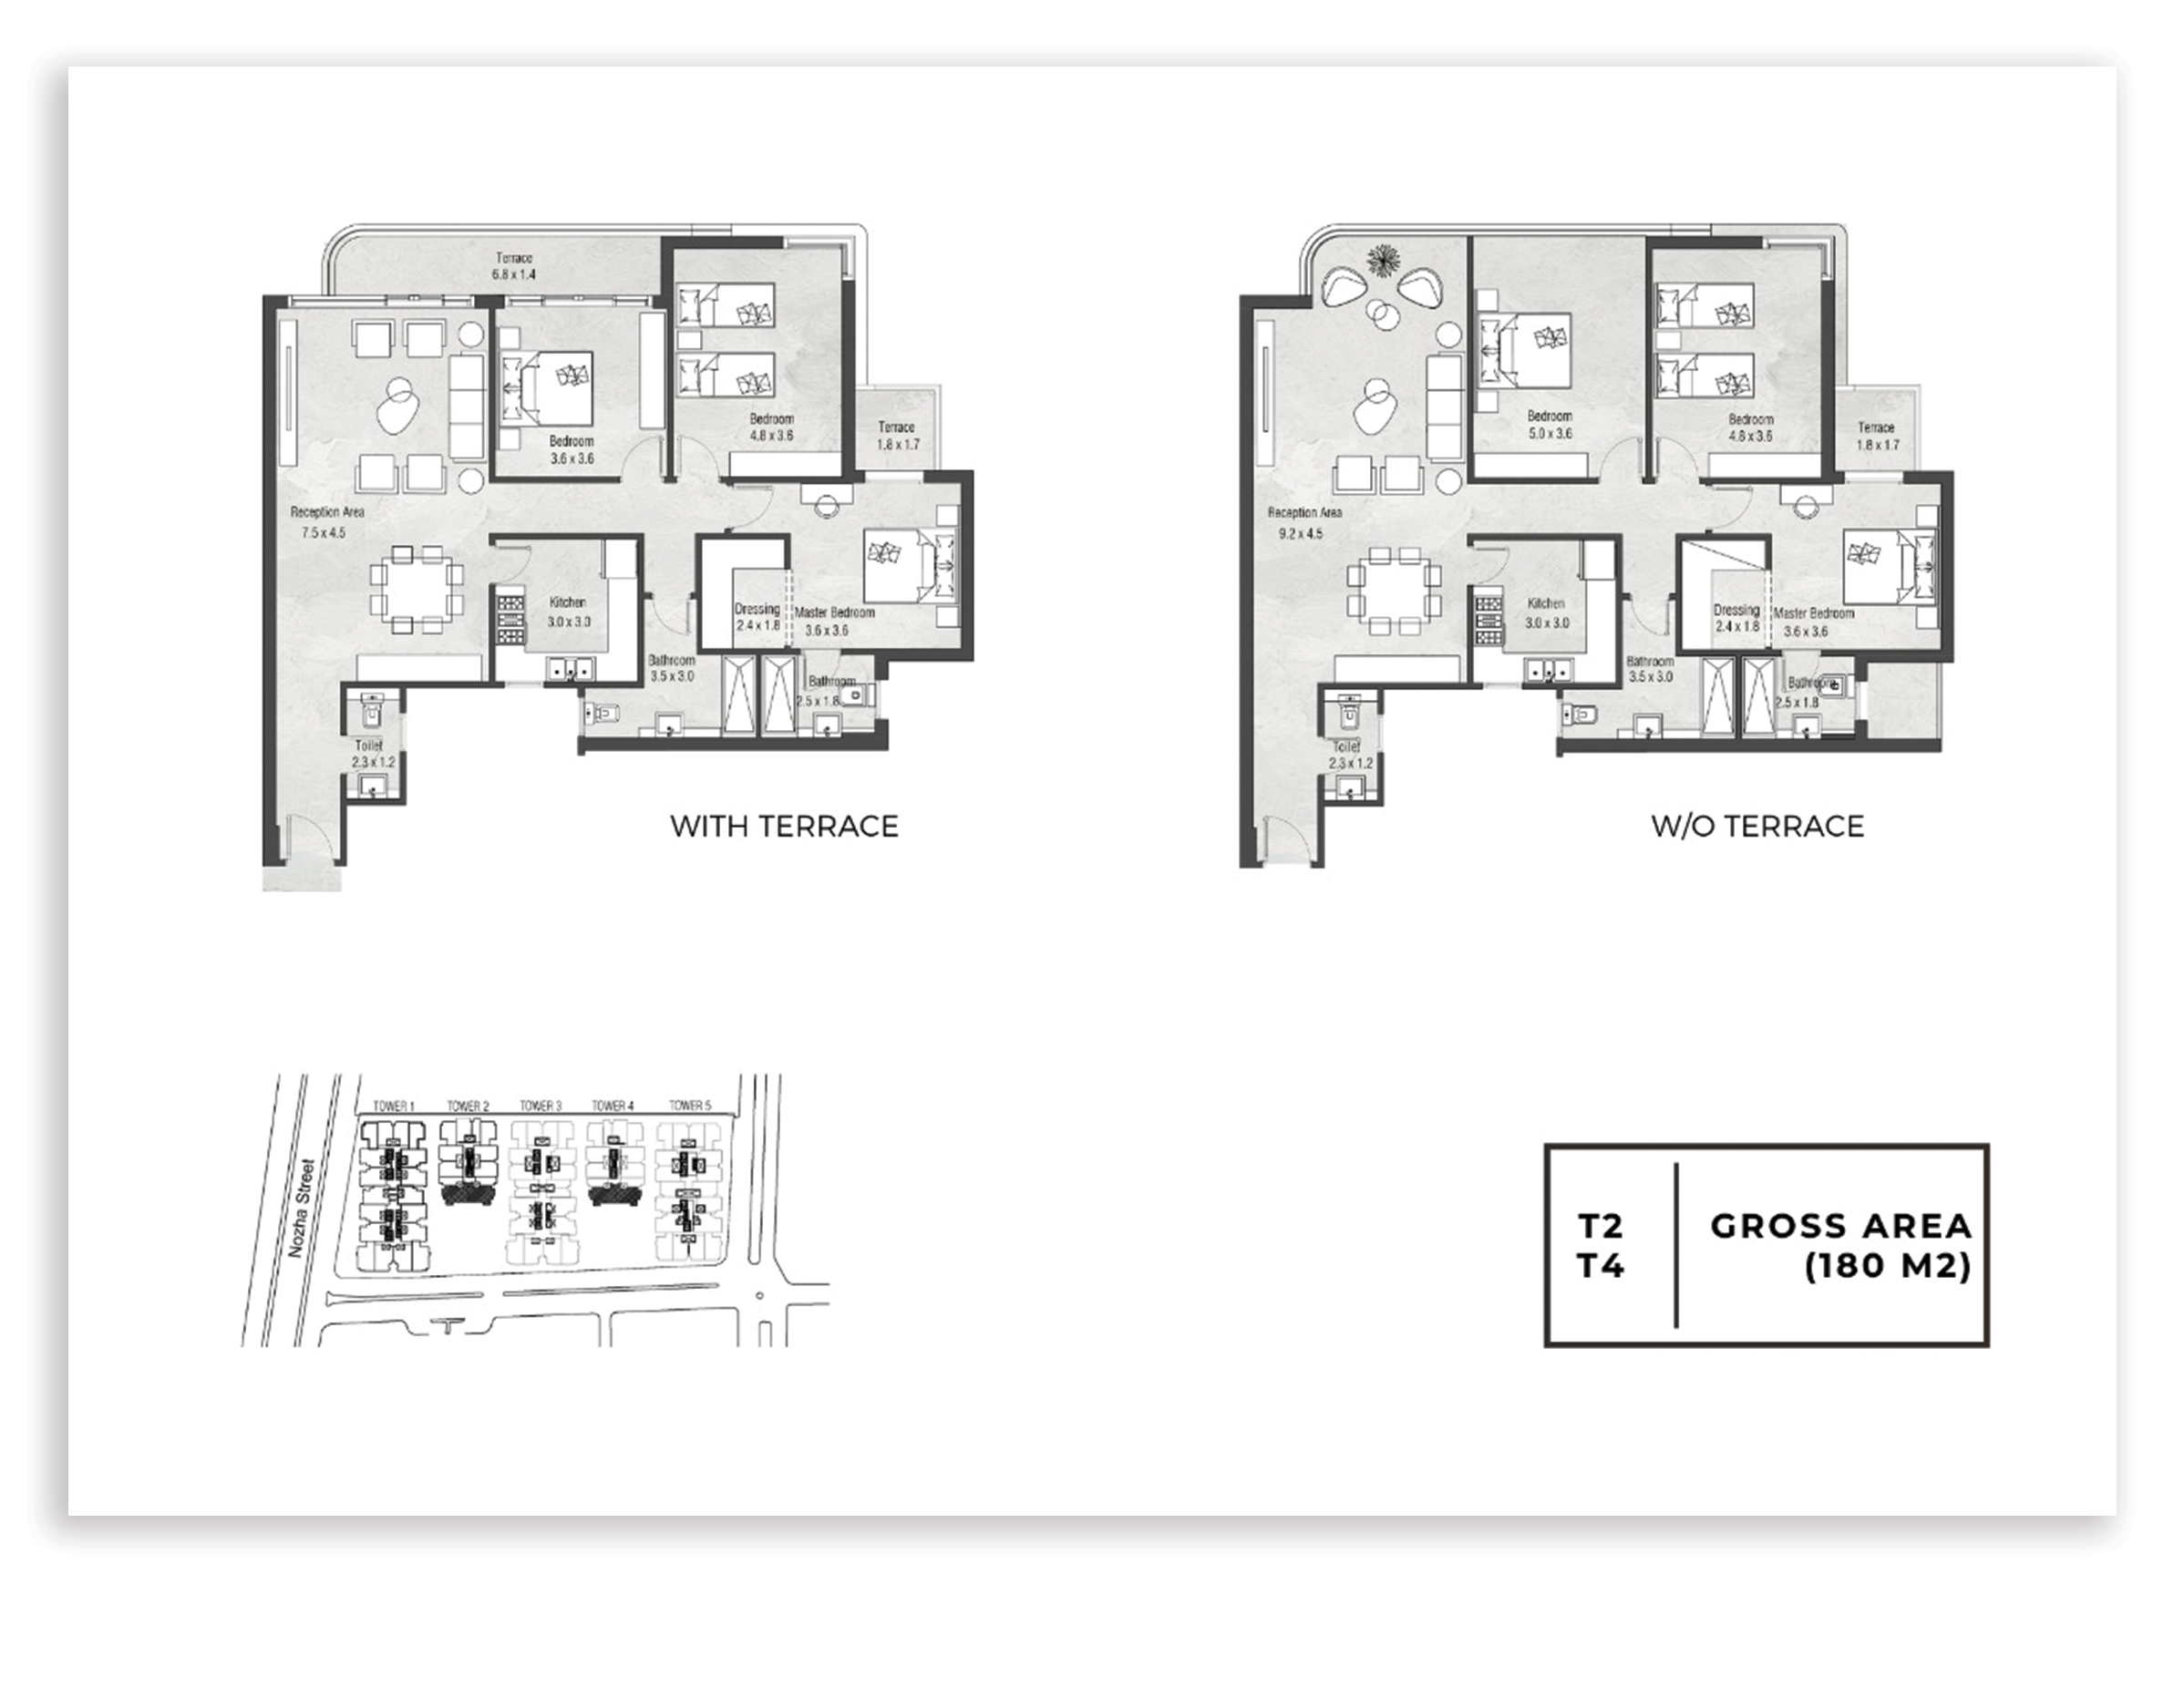 Terrace
6.8 x 1.4
Bedroom
4.8 x 3.6
Bedroom
3.6 x 3.6
Terrace
1.8 x 1.7
Reception Area
7.5 x 4.5
Kitchen
3.0 x 3.0
Dressing
2.4 x 1.8
Master Bedroom
3.6 x 3.6
Bathroom
3.5 x 3.0
Bathroom
2.5 x 1.8
Toilet
2.3 x 1.2
WITH TERRACE
Bedroom
5.0 x 3.6
Bedroom
4.8 x 3.6
Terrace
1.8 x 1.7
Reception Area
9.2 x 4.5
Kitchen
3.0 x 3.0
Dressing
2.4 x 1.8
Master Bedroom
3.6 x 3.6
Bathroom
3.5 x 3.0
Bathroom
2.5 x 1.8
Toilet
2.3 x 1.2
W/O TERRACE
TOWER 1 TOWER 2 TOWER 3 TOWER 4 TOWER 5
Nozha Street
T2
T4
GROSS AREA
(180 M2)